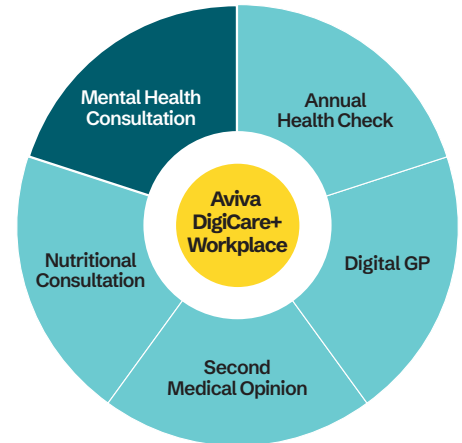 Mental Health
Consultation
Annual
Health Check
Aviva
DigiCare+
Workplace
Nutritional
Consultation
Digital GP
Second
Medical Opinion